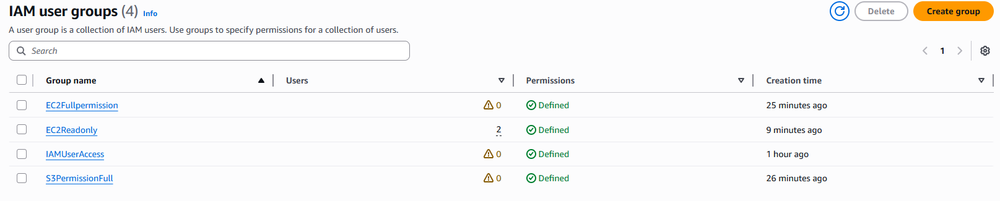 IAM user groups (4) Info
Delete
Create group
A user group is a collection of IAM users. Use groups to specify permissions for a collection of users.
Search
1
Group name Users Permissions Creation time
EC2Fullpermission 0 Defined 25 minutes ago
EC2Readonly 2 Defined 9 minutes ago
IAMUserAccess 0 Defined 1 hour ago
S3PermissionFull 0 Defined 26 minutes ago